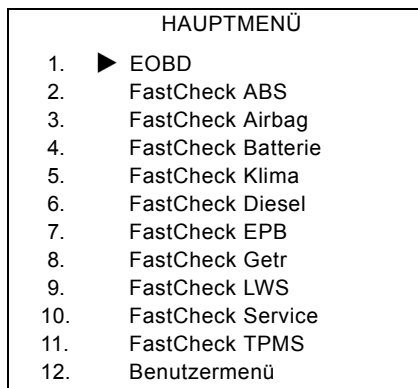 HAUPTMENÜ
1. ▶ EOBD
2. FastCheck ABS
3. FastCheck Airbag
4. FastCheck Batterie
5. FastCheck Klima
6. FastCheck Diesel
7. FastCheck EPB
8. FastCheck Getr
9. FastCheck LWS
10. FastCheck Service
11. FastCheck TPMS
12. Benutzermenü